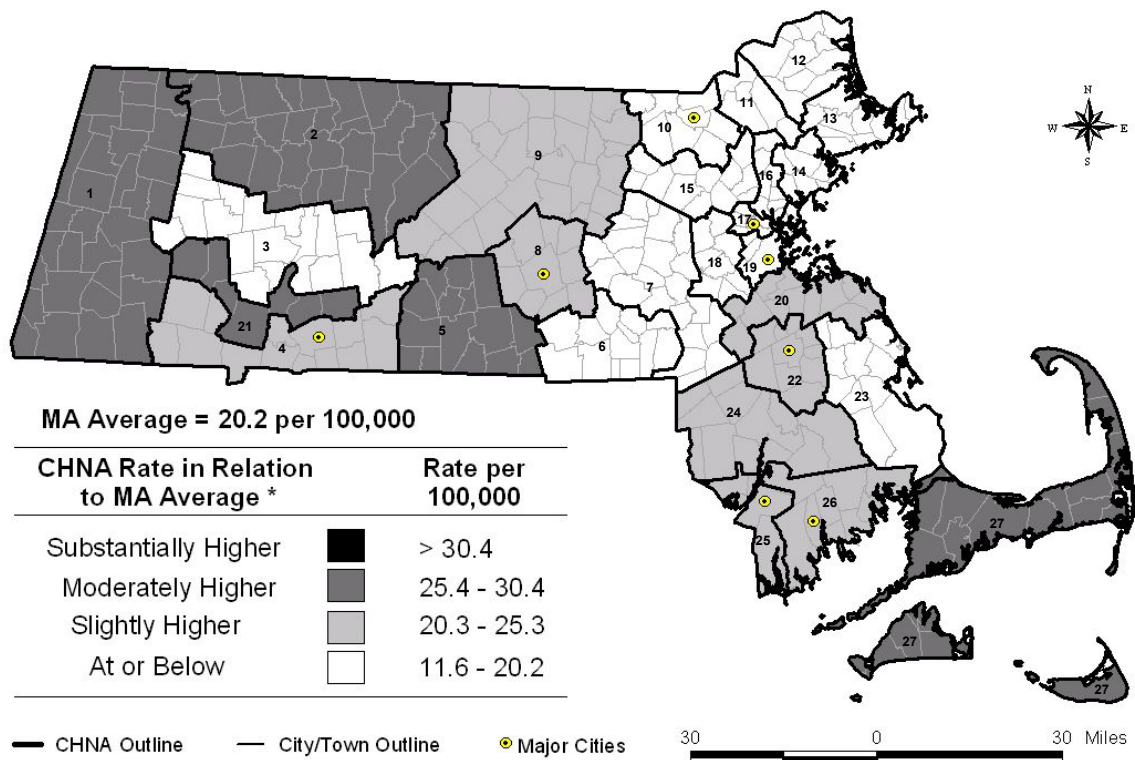 12
N
W E
S
11
13
10
2
9
16
14
15
1
17
8
3
18
19
7
20
21
4
5
6
22
23
24
MA Average = 20.2 per 100,000
CHNA Rate in Relation
to MA Average *
Rate per
100,000
26
27
25
Substantially Higher > 30.4
Moderately Higher 25.4 - 30.4
Slightly Higher 20.3 - 25.3
At or Below 11.6 - 20.2
27
27
CHNA Outline City/Town Outline Major Cities
30 0 30 Miles